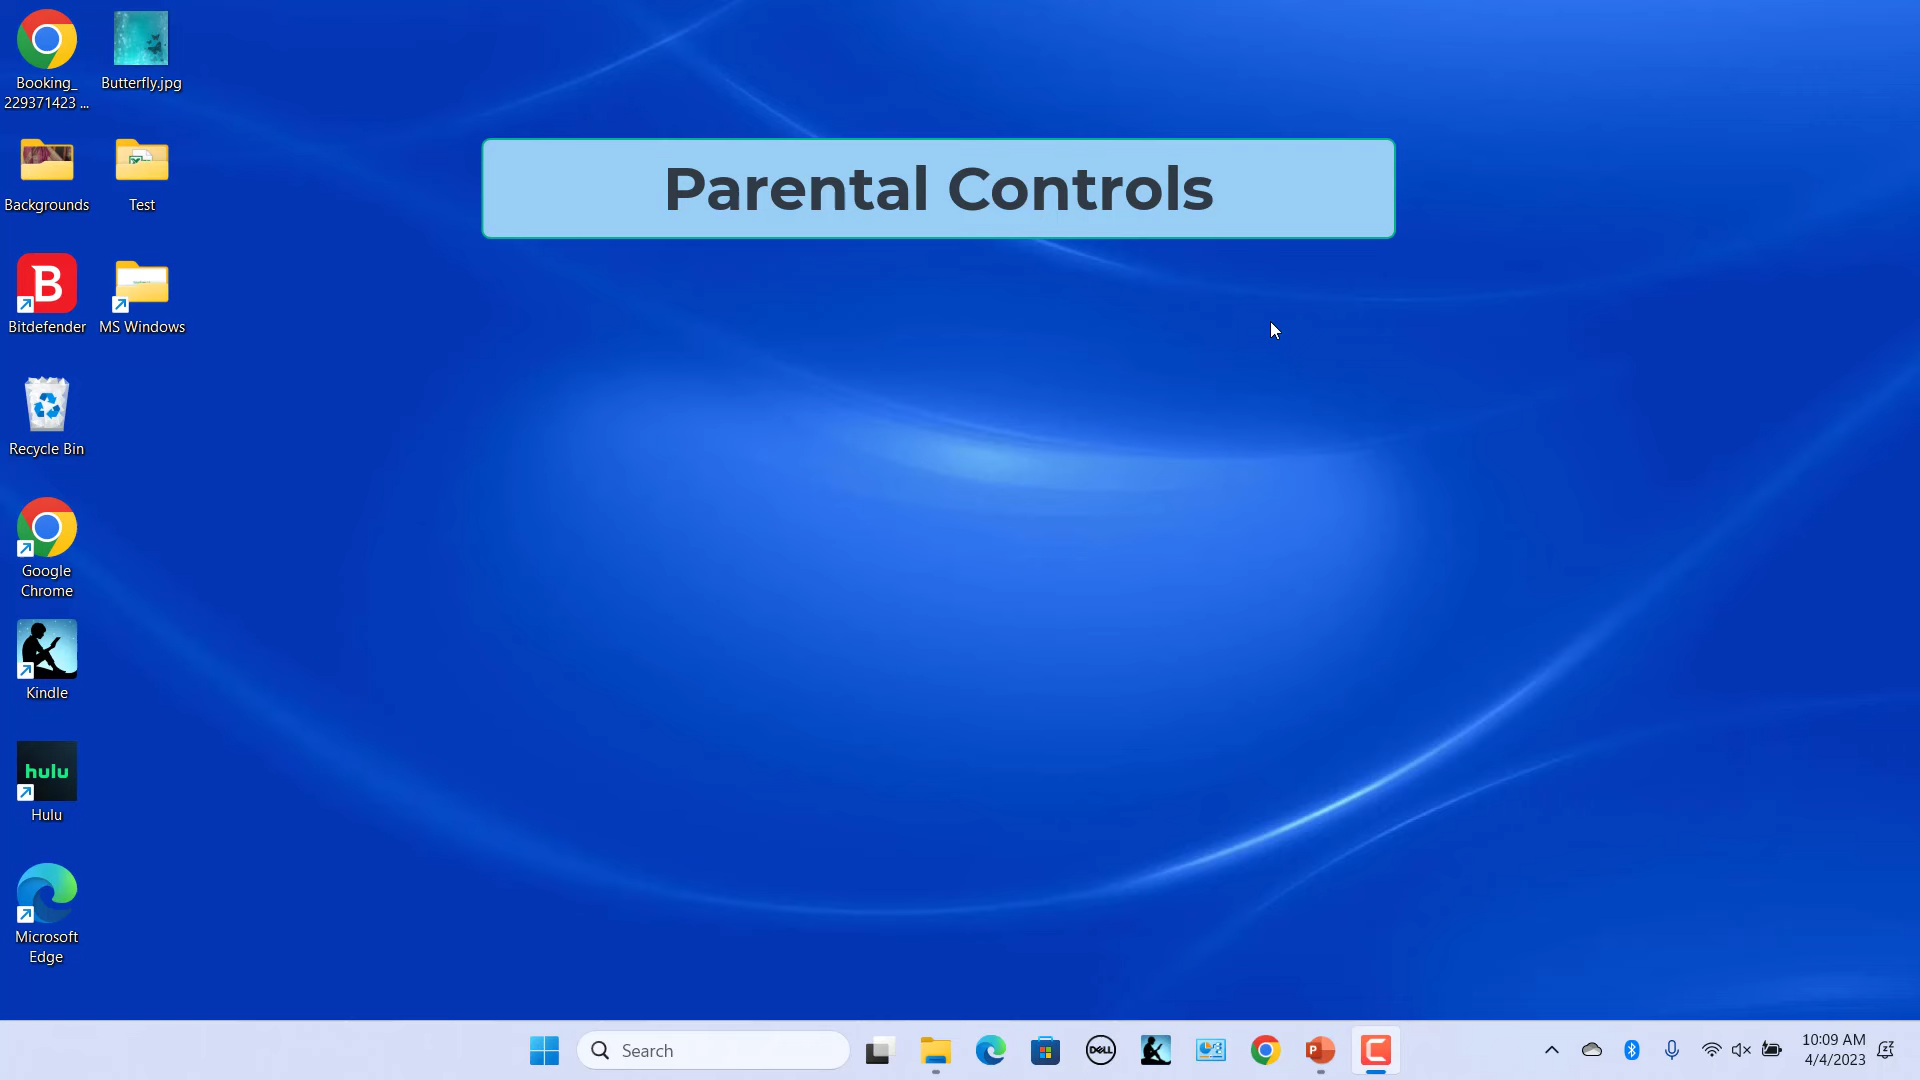 Booking_
229371423 ...
Butterfly.jpg
Parental Controls
Backgrounds
Test
B
Bitdefender
MS Windows
Recycle Bin
Google
Chrome
Kindle
hulu
Hulu
Microsoft
Edge
Search
DELL
P
C
10:09 AM
4/4/2023